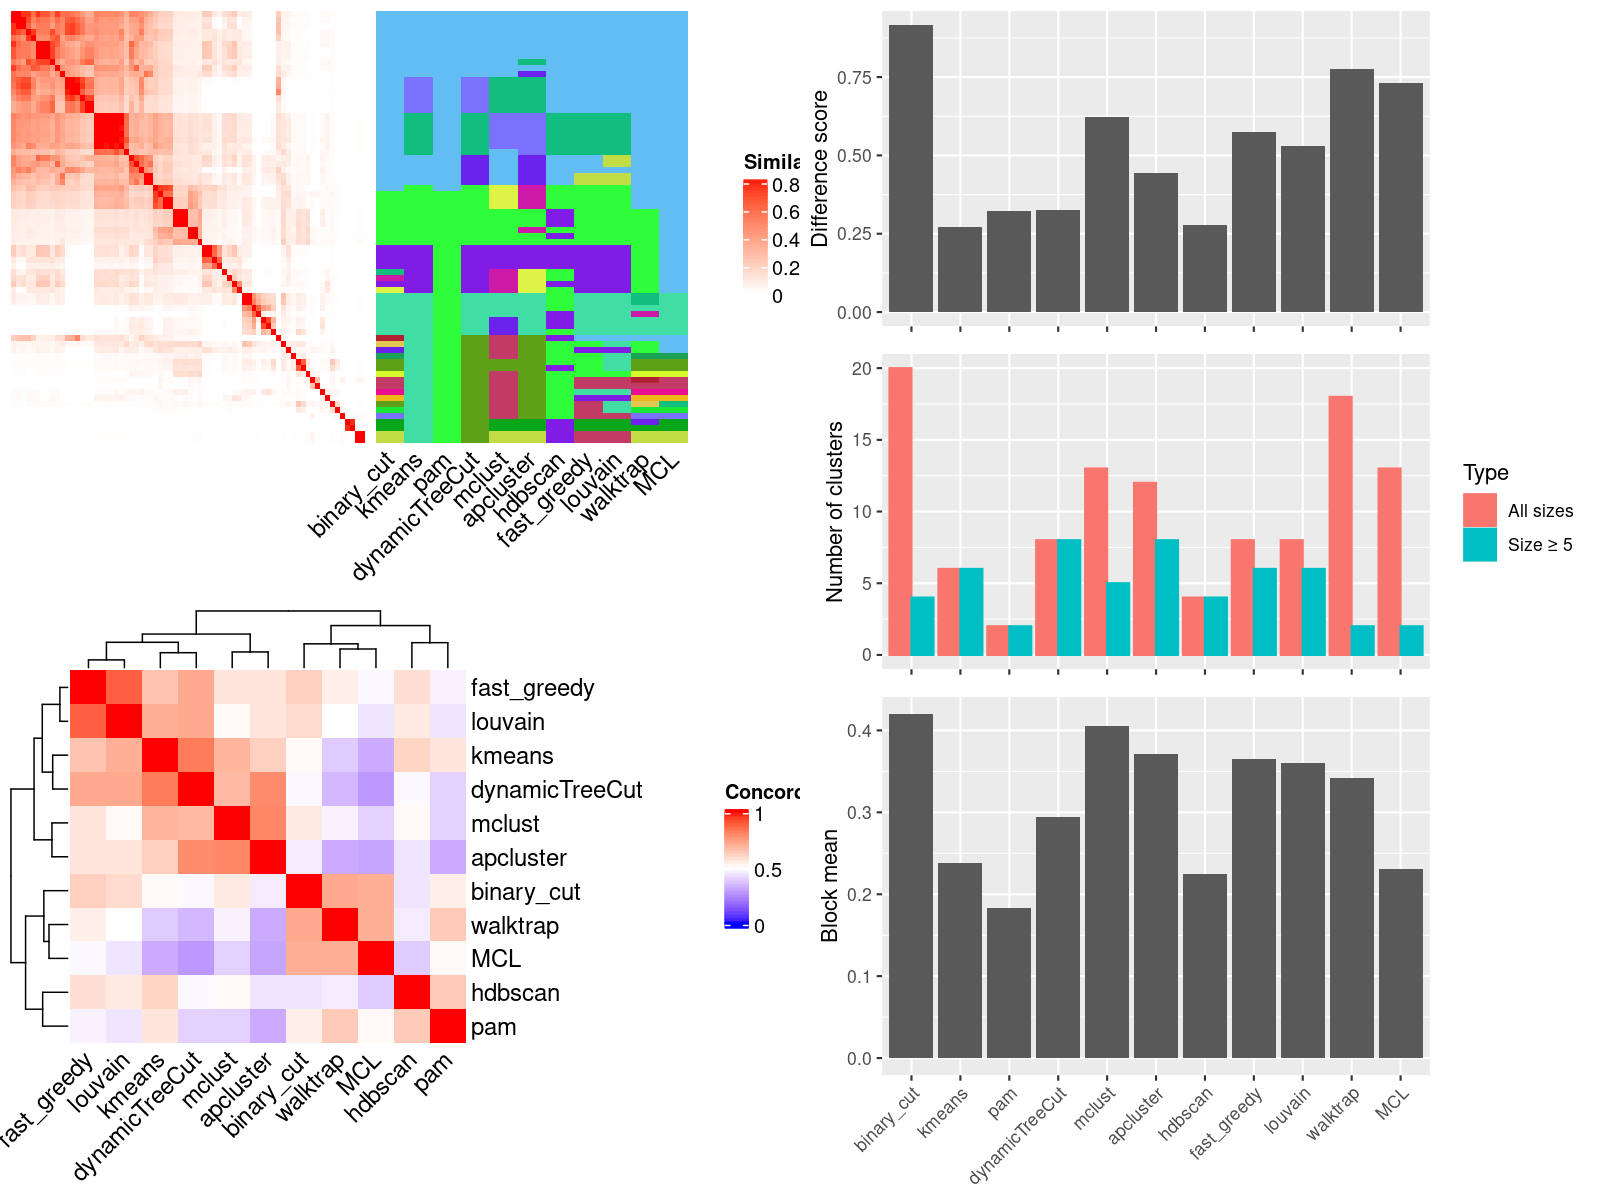 Simila
0.8
0.6
0.4
0.2
0
binary_cut
kmeans
pam
dynamicTreeCut
mclust
apcluster
hdbscan
fast_greedy
louvain
walktrap
MCL
Difference score
0.75
0.50
0.25
0.00
Number of clusters
20
15
10
5
0
Type
All sizes
Size ≥ 5
fast_greedy
louvain
kmeans
dynamicTreeCut
mclust
apcluster
binary_cut
walktrap
MCL
hdbscan
pam
Concord
1
0.5
0
fast_greedy
louvain
kmeans
dynamicTreeCut
mclust
apcluster
binary_cut
walktrap
MCL
hdbscan
pam
Block mean
0.4
0.3
0.2
0.1
0.0
binary_cut
kmeans
pam
dynamicTreeCut
mclust
apcluster
hdbscan
fast_greedy
louvain
walktrap
MCL